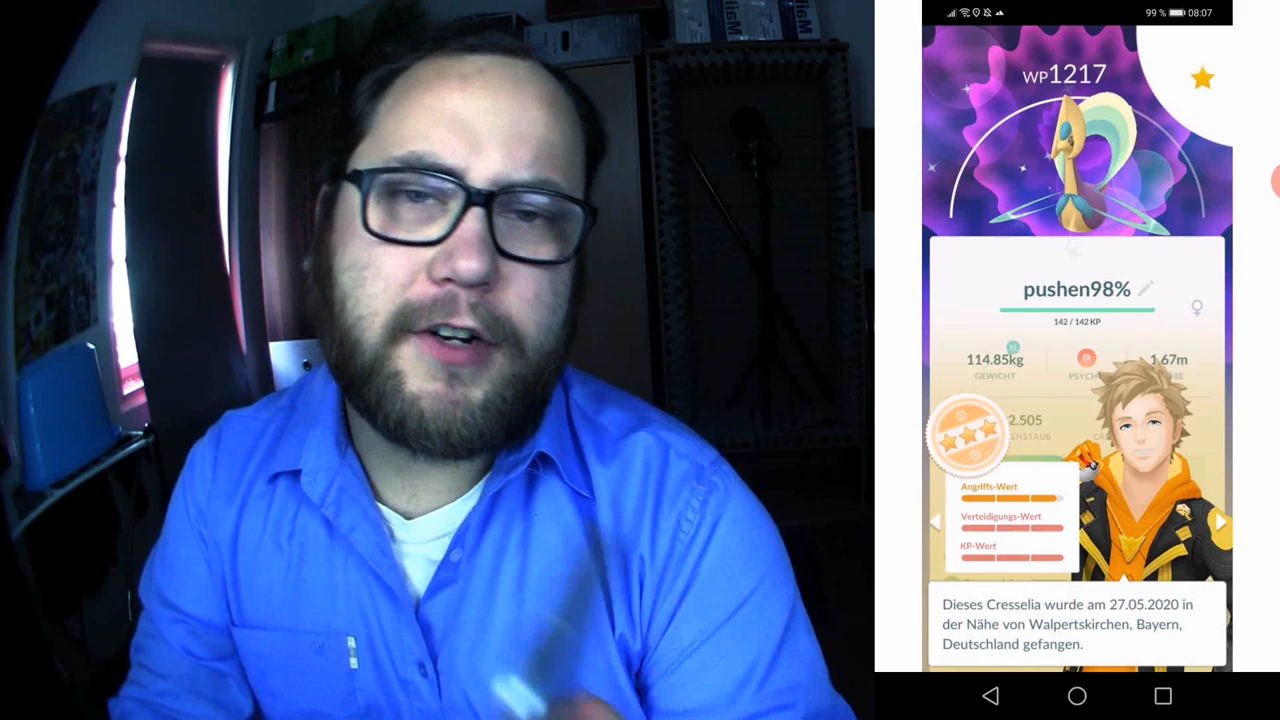 99 % 08:07
WP1217
pushen98%
142 / 142 KP
114.85kg
1.67m
GEWICHT
2.505
Angriffs-Wert
Verteidigungs-Wert
KP-Wert
Dieses Cresselia wurde am 27.05.2020 in
der Nähe von Walpertskirchen, Bayern,
Deutschland gefangen.